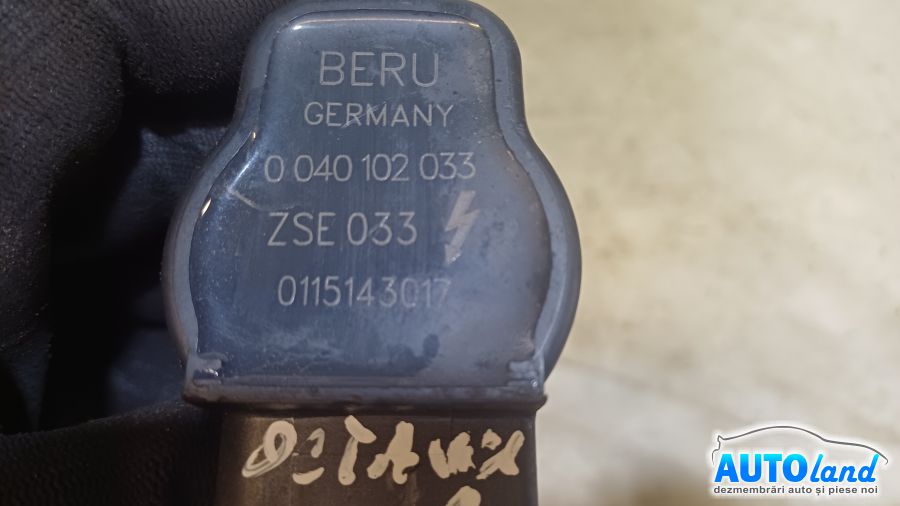 BERU
GERMANY
0 040 102 033
ZSE 033
0115143017
AUTOland
dezmembrări auto și piese noi